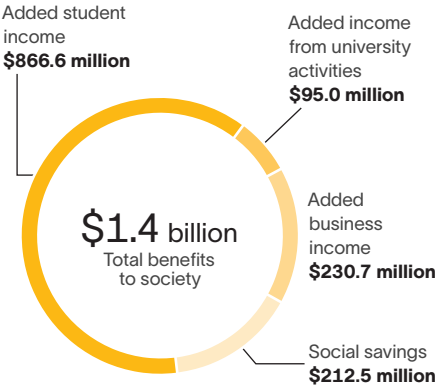 Added student
income
$866.6 million
Added income
from university
activities
$95.0 million
$1.4 billion
Total benefits
to society
Added
business
income
$230.7 million
Social savings
$212.5 million